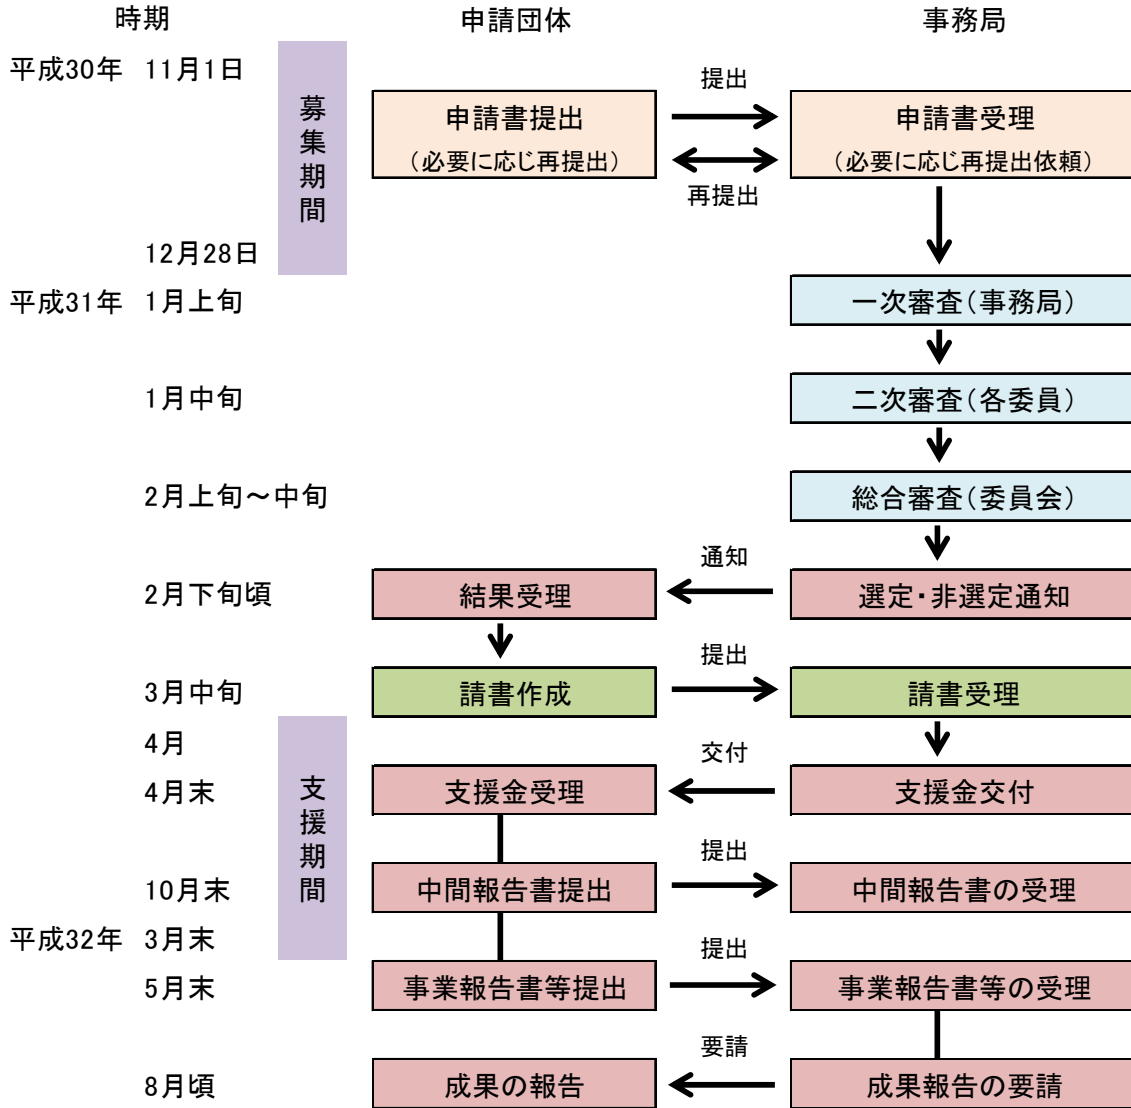 時期 申請団体 事務局
平成30年 11月1日
募集期間
提出
申請書提出 申請書受理
（必要に応じ再提出） （必要に応じ再提出依頼）
再提出
12月28日
平成31年 1月上旬 一次審査（事務局）
1月中旬 二次審査（各委員）
2月上旬～中旬 総合審査（委員会）
通知
2月下旬頃 結果受理 選定・非選定通知
提出
3月中旬 請書作成 請書受理
4月
支援期間
交付
4月末 支援金受理 支援金交付
提出
10月末 中間報告書提出 中間報告書の受理
平成32年 3月末
提出
5月末 事業報告書等提出 事業報告書等の受理
要請
8月頃 成果の報告 成果報告の要請